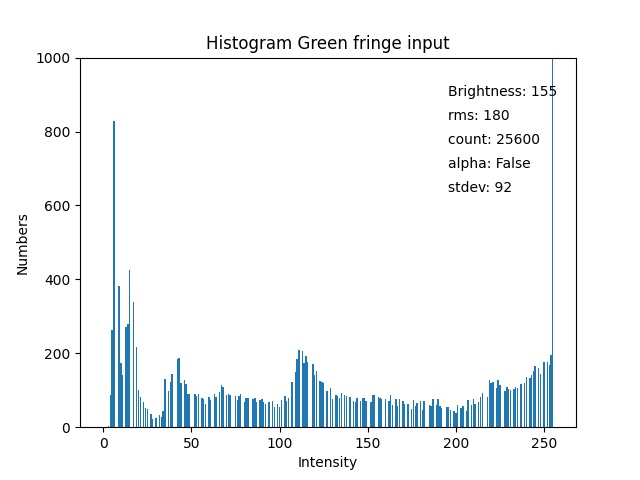 Histogram Green fringe input
1000
800
600
400
200
0
Numbers
Brightness: 155
rms: 180
count: 25600
alpha: False
stdev: 92
0 50 100 150 200 250
Intensity